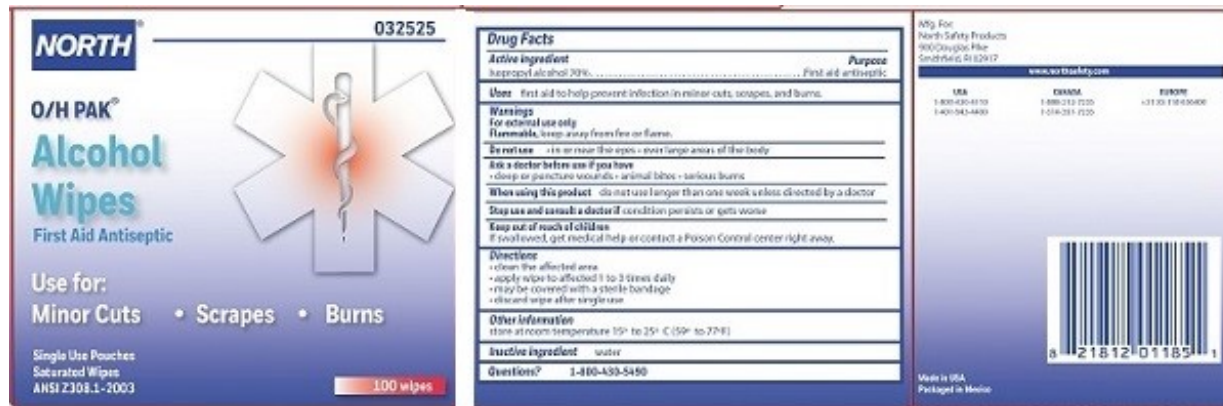 NORTH®
032525
O/H PAK®
Alcohol
Wipes
First Aid Antiseptic
Use for:
Minor Cuts • Scrapes • Burns
Single Use Pouches
Saturated Wipes
ANSI Z308.1-2003
100 wipes
Drug Facts
Active ingredient Purpose
Isopropyl alcohol 70% First aid antiseptic
Uses first aid to help prevent infection in minor cuts, scrapes, and burns.
Warnings
For external use only
Flammable, keep away from fire or flame.
Do not use • in or near the eyes • over large areas of the body
Ask a doctor before use if you have
• deep or puncture wounds • animal bites • serious burns
When using this product do not use longer than one week unless directed by a doctor
Stop use and consult a doctor if condition persists or gets worse
Keep out of reach of children
If swallowed, get medical help or contact a Poison Control center right away.
Directions
• clean the affected area
• apply wipe to affected 1 to 3 times daily
• may be covered with a sterile bandage
• discard wipe after single use
Other information
store at room temperature 15º to 25º C (59º to 77ºF)
Inactive ingredient water
Questions? 1-800-430-5490
Mfg. For:
North Safety Products
900 Douglas Pike
Smithfield, RI 02917
www.northsafety.com
USA CANADA EUROPE
8 21812 01185 1
Made in USA
Packaged in Mexico